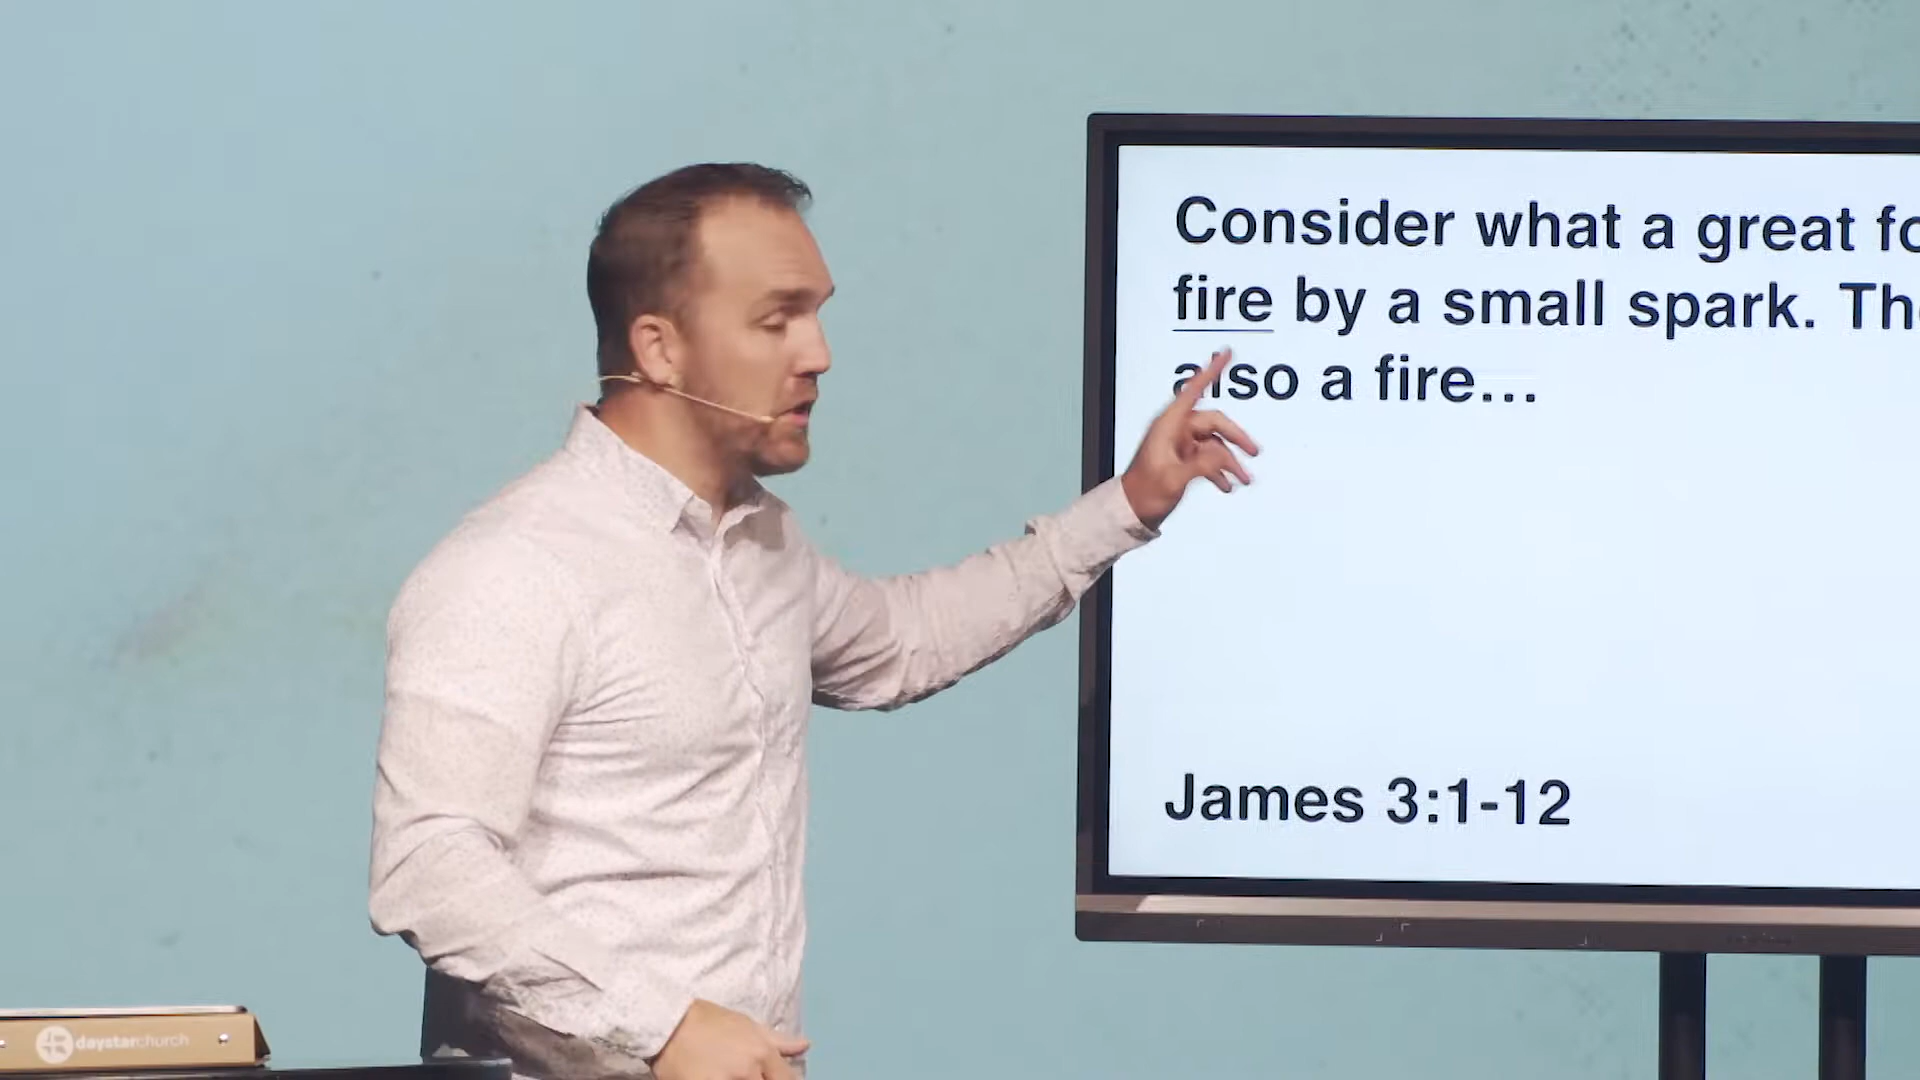 Consider what a great fo
fire by a small spark. Th
also a fire...
James 3:1-12
daystarchurch